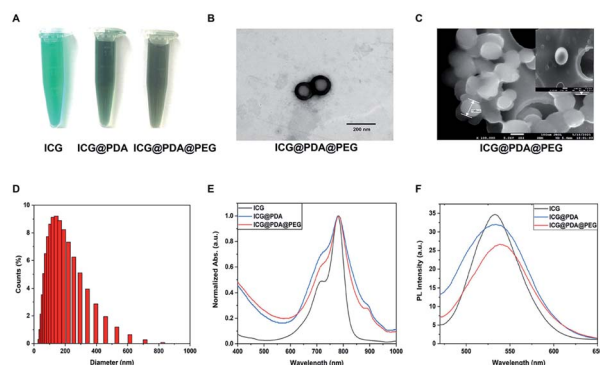 A
B
C
ICG
ICG@PDA
ICG@PDA@PEG
200 nm
ICG@PDA@PEG
ICG@PDA@PEG
D
Counts (%)
10
8
6
4
2
0
0
200
400
600
800
1000
Diameter (nm)
E
ICG
ICG@PDA
ICG@PDA@PEG
Normalized Abs. (a.u.)
1.0
0.8
0.6
0.4
0.2
0.0
400
500
600
700
800
900
1000
Wavelength (nm)
F
ICG
ICG@PDA
ICG@PDA@PEG
PL Intensity (a.u.)
35
30
25
20
15
10
5
0
500
550
600
650
Wavelength (nm)